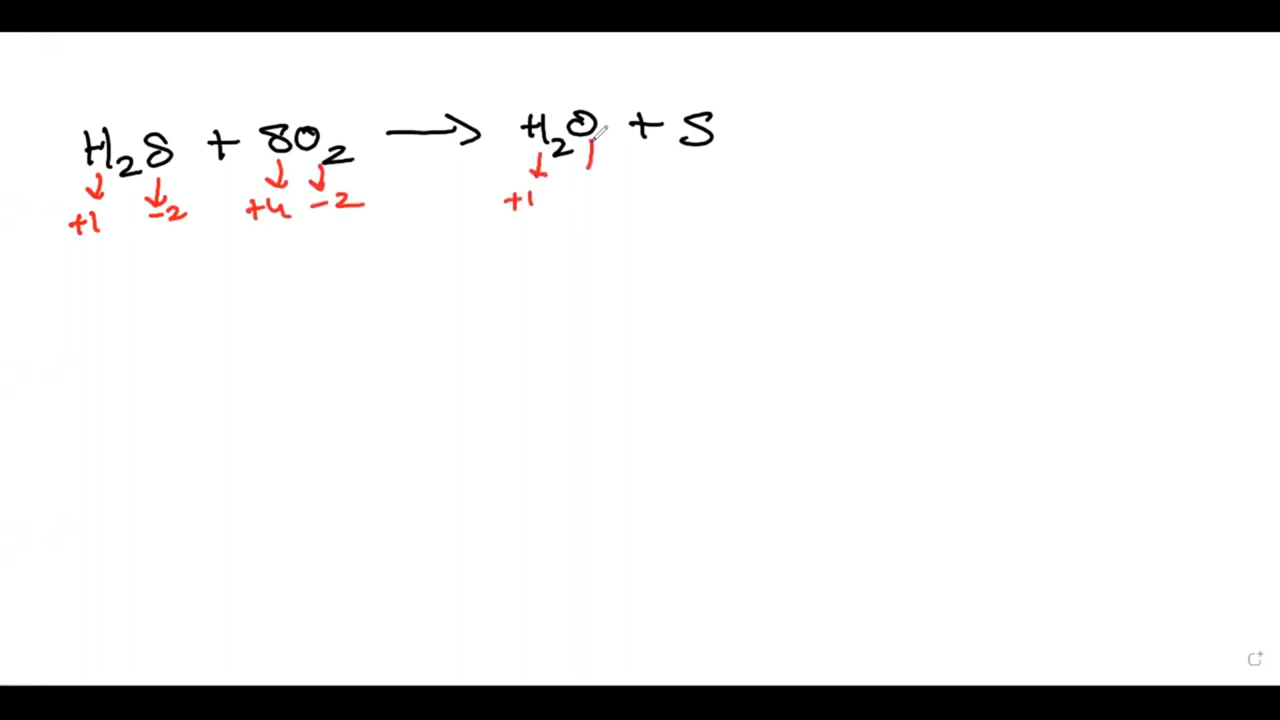 H₂S + SO₂ → H₂O + S
+1 -2 +4 -2 +1